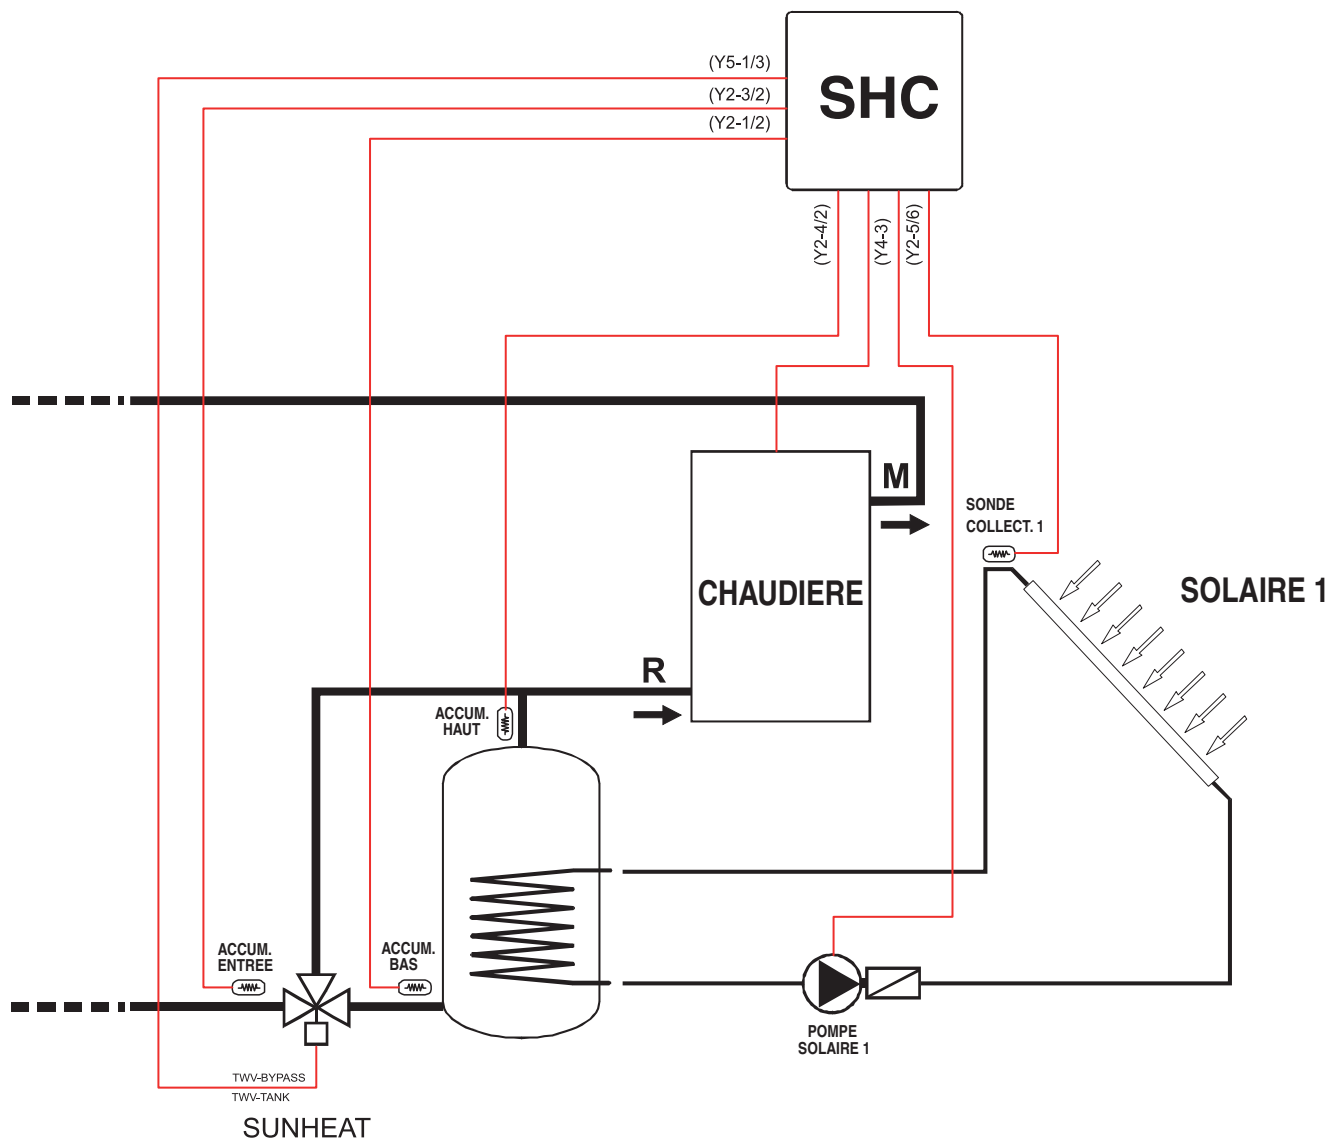 (Y5-1/3)
(Y2-3/2)
(Y2-1/2)
SHC
(Y2-4/2)
(Y4-3)
(Y2-5/6)
M
SONDE
COLLECT. 1
CHAUDIERE
SOLAIRE 1
R
ACCUM.
HAUT
ACCUM.
ENTREE
ACCUM.
BAS
POMPE
SOLAIRE 1
TWV-BYPASS
TWV-TANK
SUNHEAT